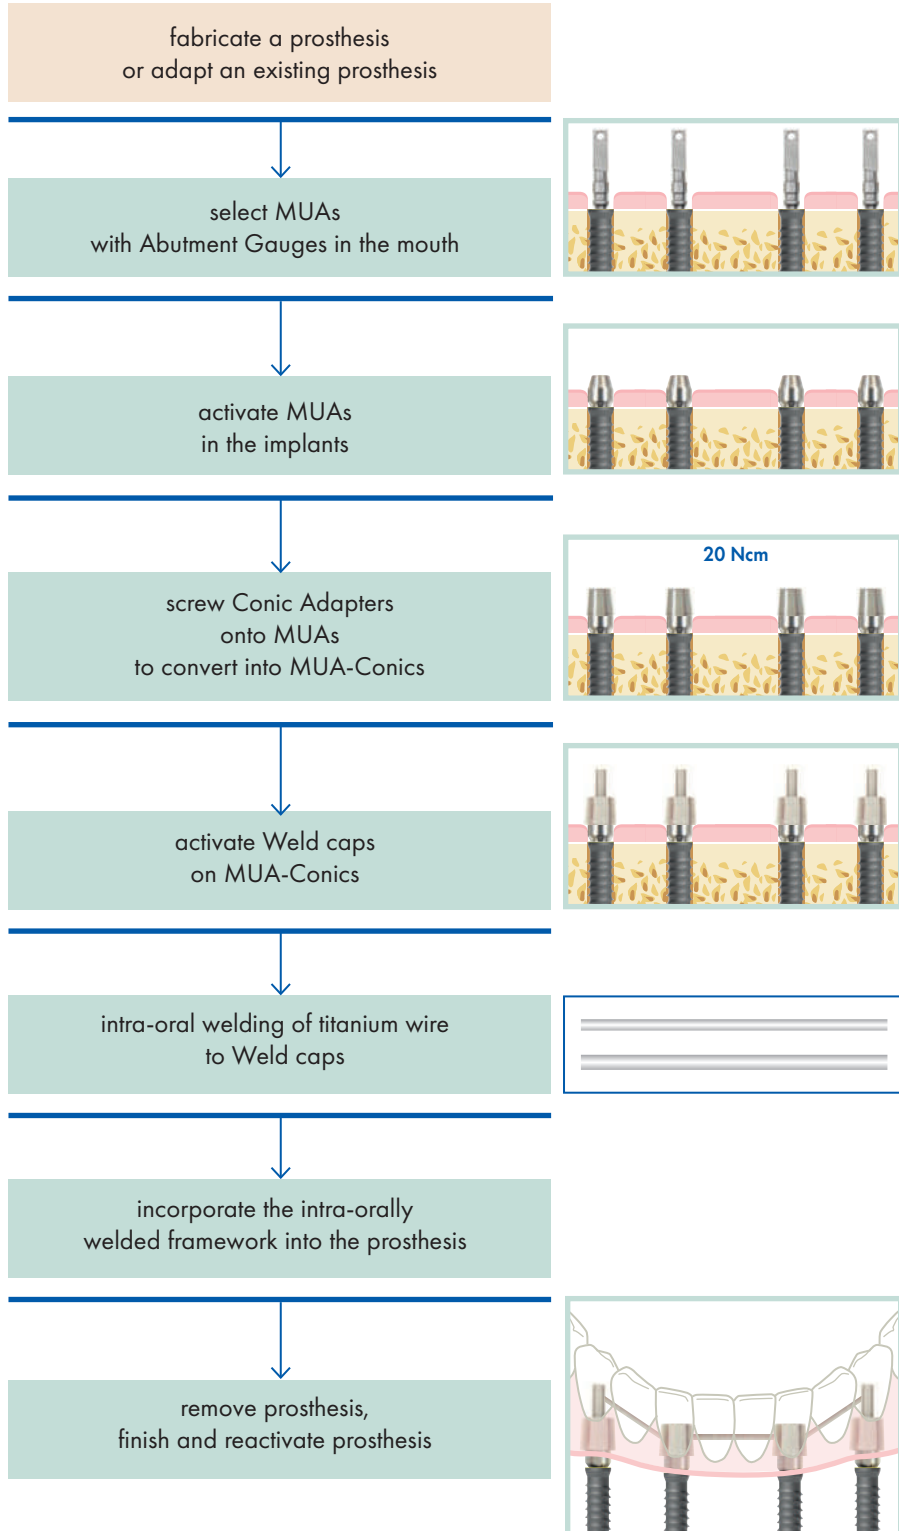 fabricate a prosthesis
or adapt an existing prosthesis
select MUAs
with Abutment Gauges in the mouth
activate MUAs
in the implants
screw Conic Adapters
onto MUAs
to convert into MUA-Conics
20 Ncm
activate Weld caps
on MUA-Conics
intra-oral welding of titanium wire
to Weld caps
incorporate the intra-orally
welded framework into the prosthesis
remove prosthesis,
finish and reactivate prosthesis